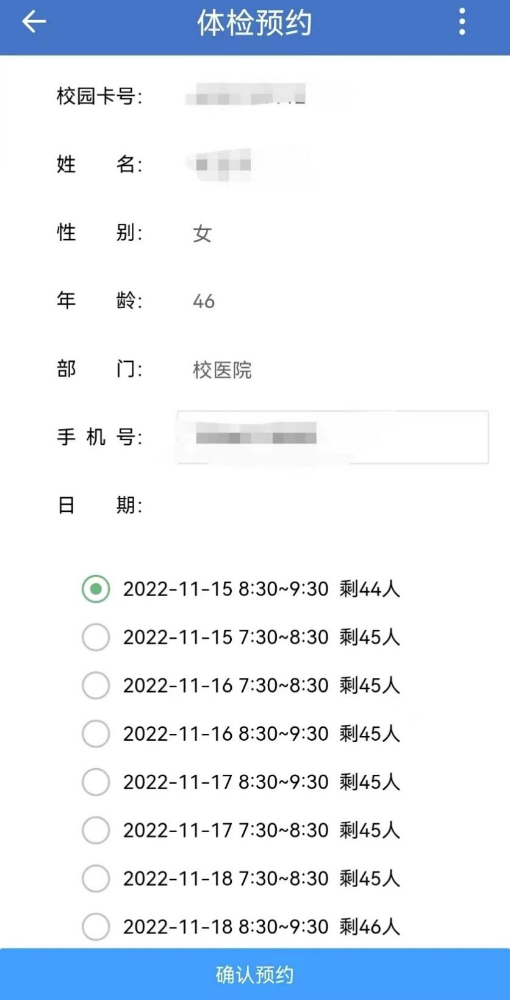 体检预约
校园卡号:
姓 名:
性 别: 女
年 龄: 46
部 门: 校医院
手 机 号:
日 期:
2022-11-15 8:30~9:30 剩44人
2022-11-15 7:30~8:30 剩45人
2022-11-16 7:30~8:30 剩45人
2022-11-16 8:30~9:30 剩45人
2022-11-17 8:30~9:30 剩45人
2022-11-17 7:30~8:30 剩45人
2022-11-18 7:30~8:30 剩45人
2022-11-18 8:30~9:30 剩46人
确认预约